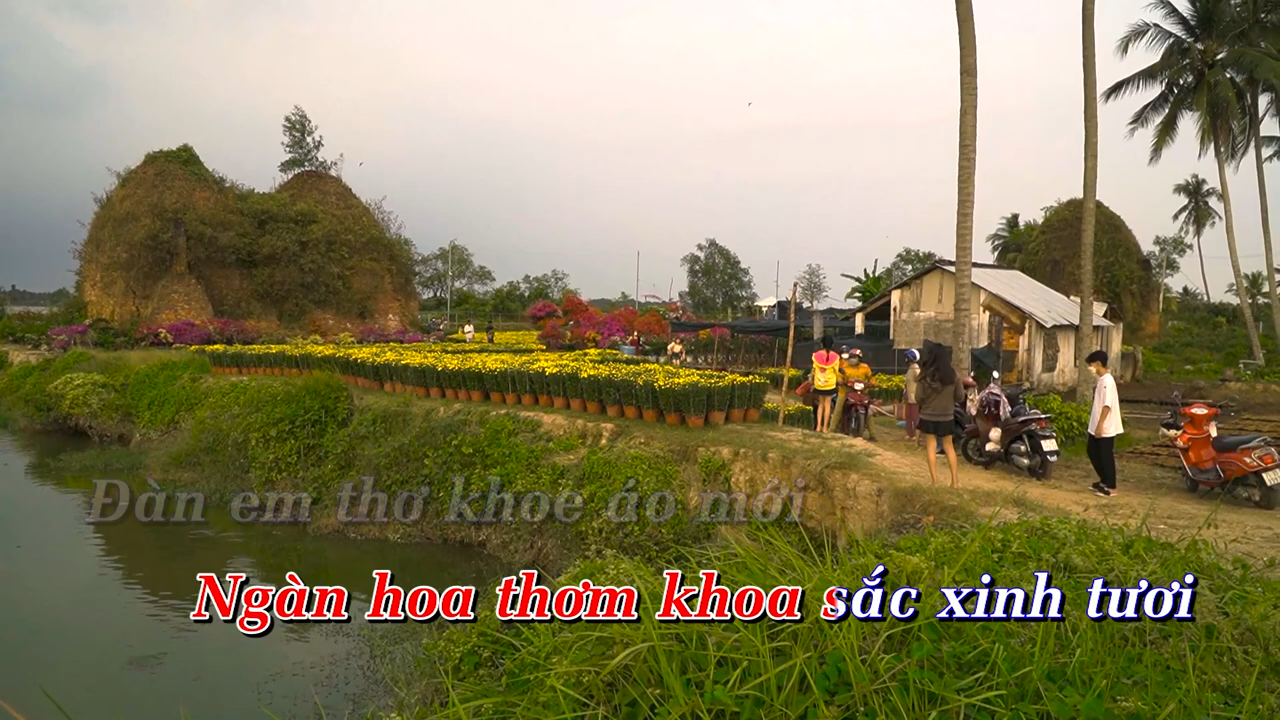 Đàn em thơ khoe áo mới
Ngàn hoa thơm khoa sắc xinh tươi